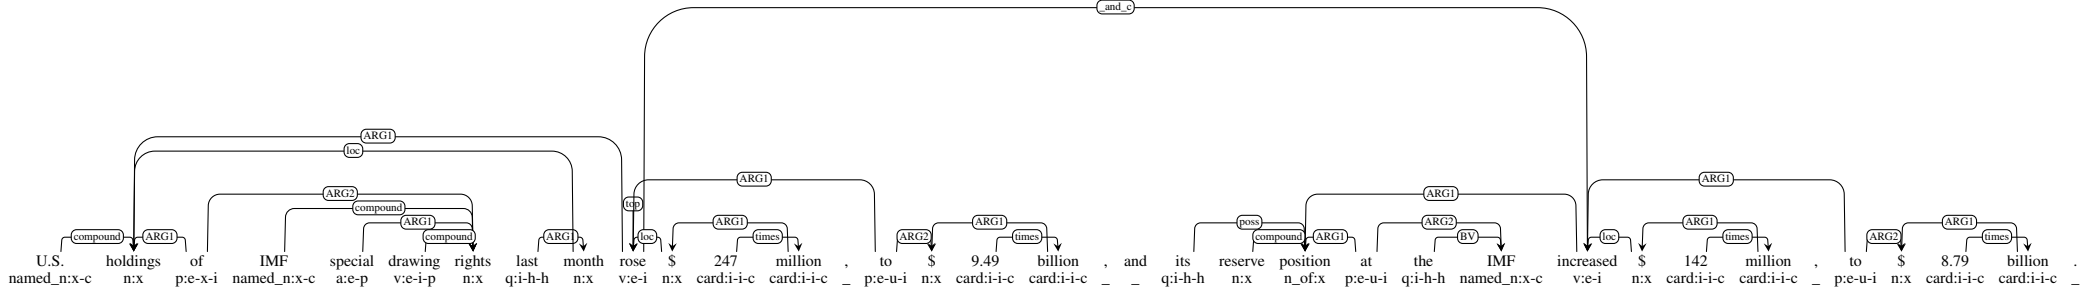 _and_c
ARG1
loc
ARG1 ARG1
ARG2 ARG1
compound
top
ARG1 ARG1 ARG1 poss ARG2 ARG1 ARG1
compound ARG1 compound ARG1 loc times ARG2 times compound ARG1 BV loc times ARG2 times
U.S. holdings of IMF special drawing rights last month rose $ 247 million , to $ 9.49 billion , and its reserve position at the IMF increased $ 142 million , to $ 8.79 billion .
named_n:x-c n:x p:e-x-i named_n:x-c a:e-p v:e-i-p n:x q:i-h-h n:x v:e-i n:x card:i-i-c card:i-i-c _ p:e-u-i n:x card:i-i-c card:i-i-c _ _ q:i-h-h n:x n_of:x p:e-u-i q:i-h-h named_n:x-c v:e-i n:x card:i-i-c card:i-i-c _ p:e-u-i n:x card:i-i-c card:i-i-c _